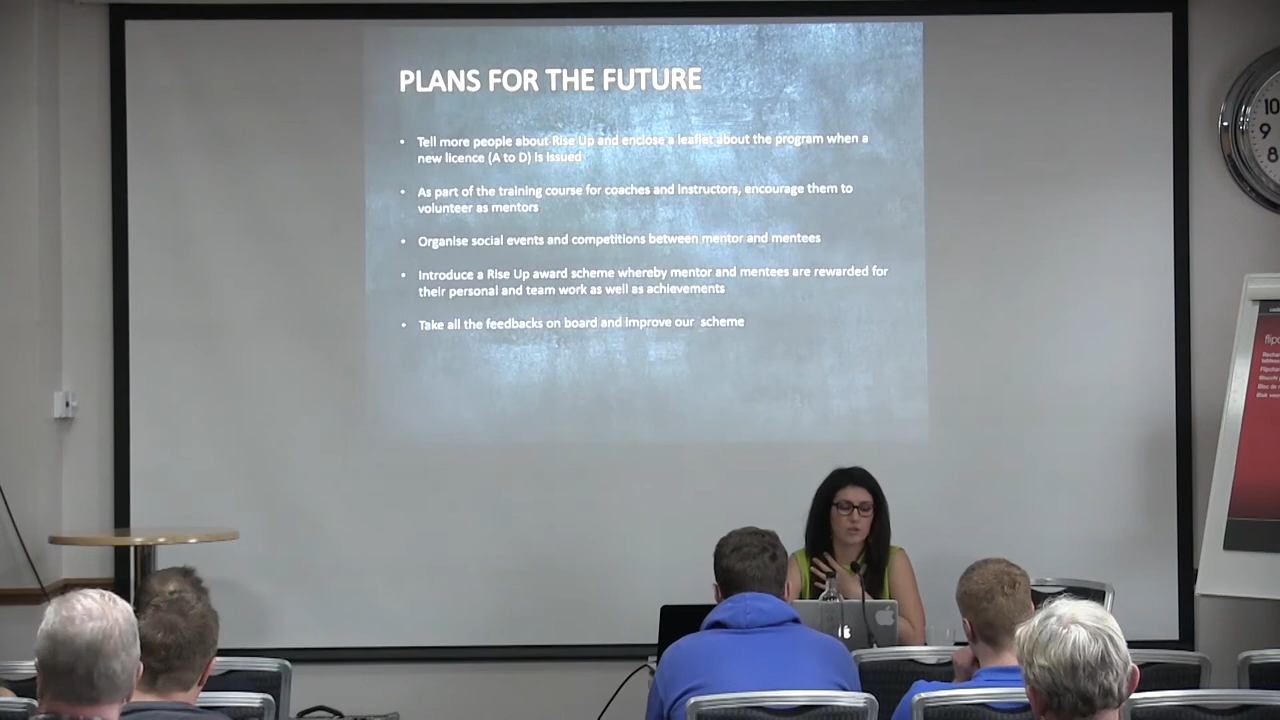 PLANS FOR THE FUTURE
• Tell more people about Rise Up and enclose a leaflet about the program when a
new licence (A to D) is issued
• As part of the training course for coaches and instructors, encourage them to
volunteer as mentors
• Organise social events and competitions between mentor and mentees
• Introduce a Rise Up award scheme whereby mentor and mentees are rewarded for
their personal and team work as well as achievements
• Take all the feedbacks on board and improve our scheme
10
9
8